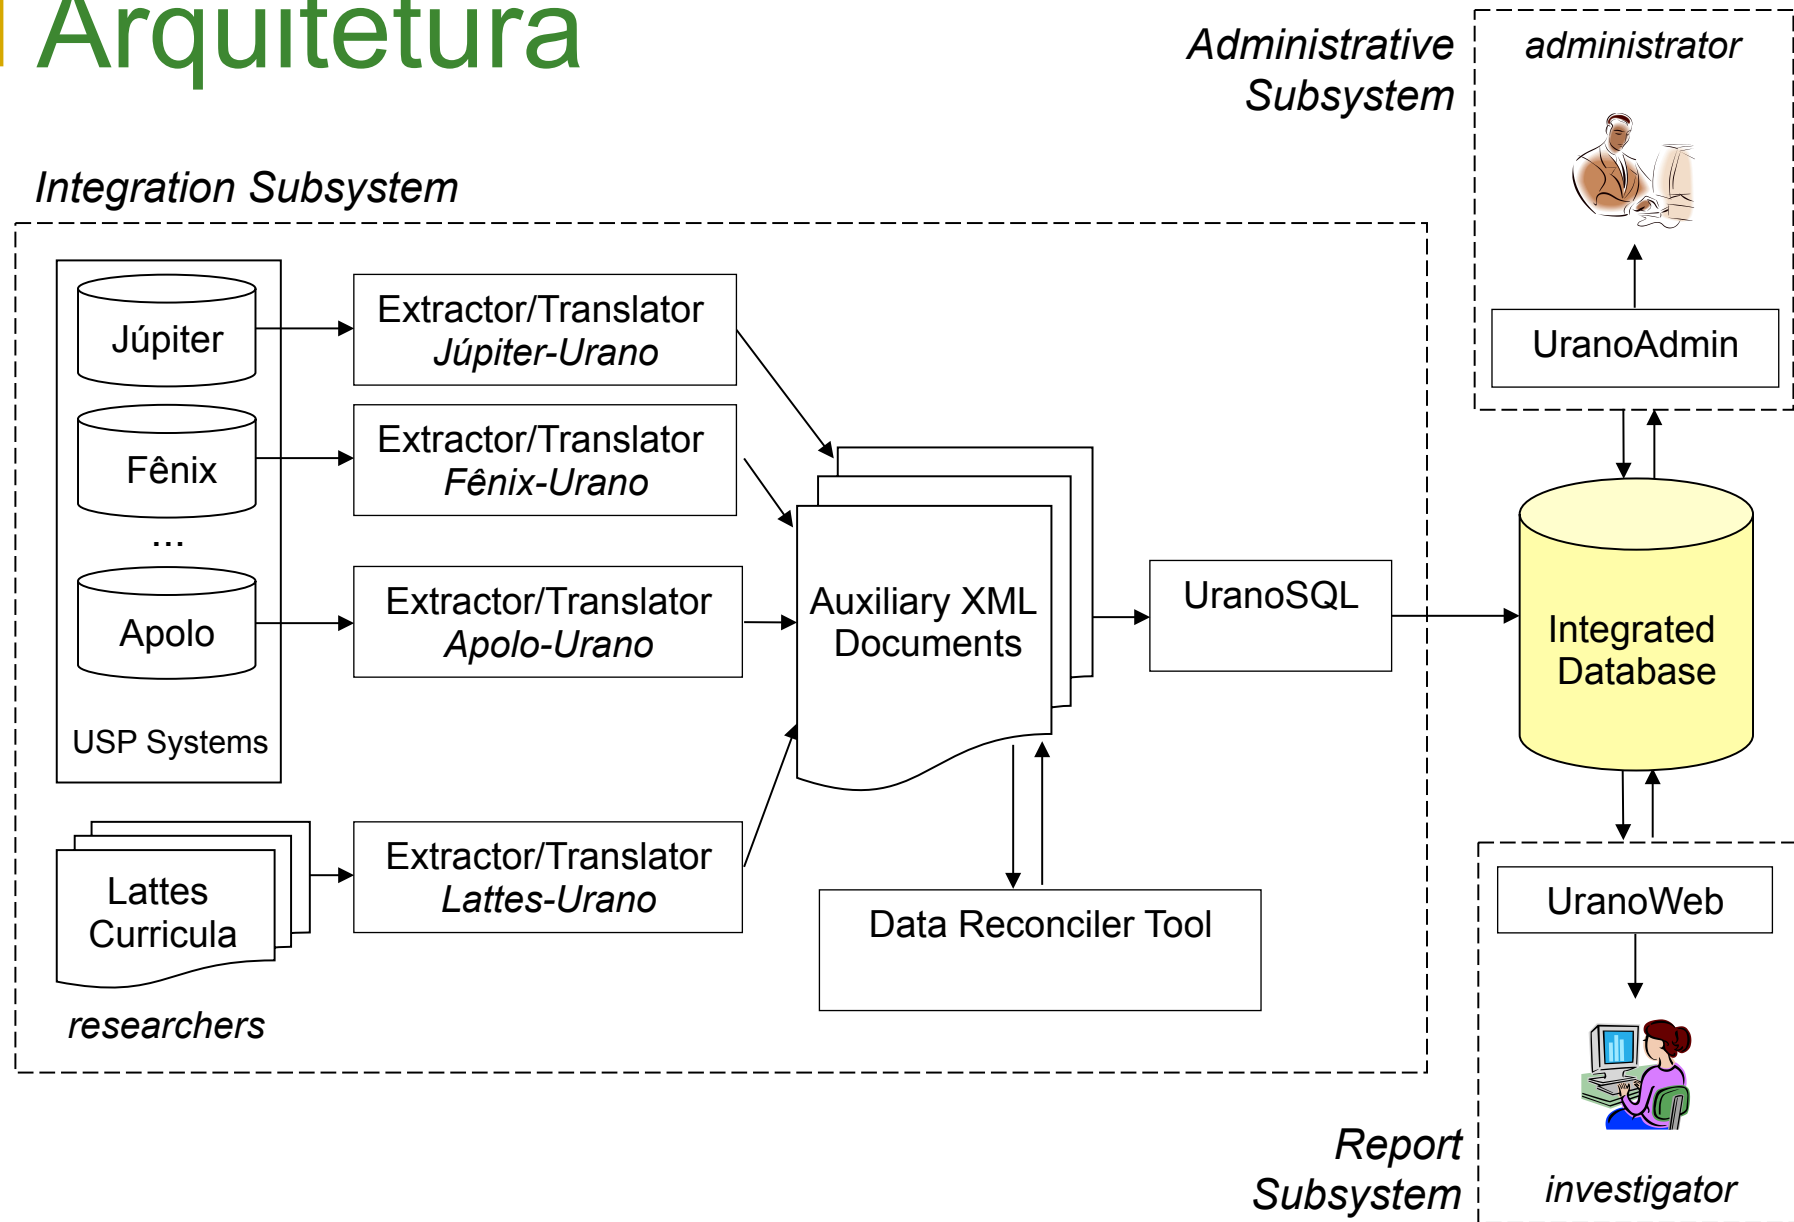 Arquitetura
Administrative
Subsystem
administrator
UranoAdmin
Integration Subsystem
Júpiter
Fênix
...
Apolo
USP Systems
Extractor/Translator
Júpiter-Urano
Extractor/Translator
Fênix-Urano
Extractor/Translator
Apolo-Urano
Lattes
Curricula
researchers
Extractor/Translator
Lattes-Urano
Auxiliary XML
Documents
Data Reconciler Tool
UranoSQL
Integrated
Database
UranoWeb
Report
Subsystem
investigator